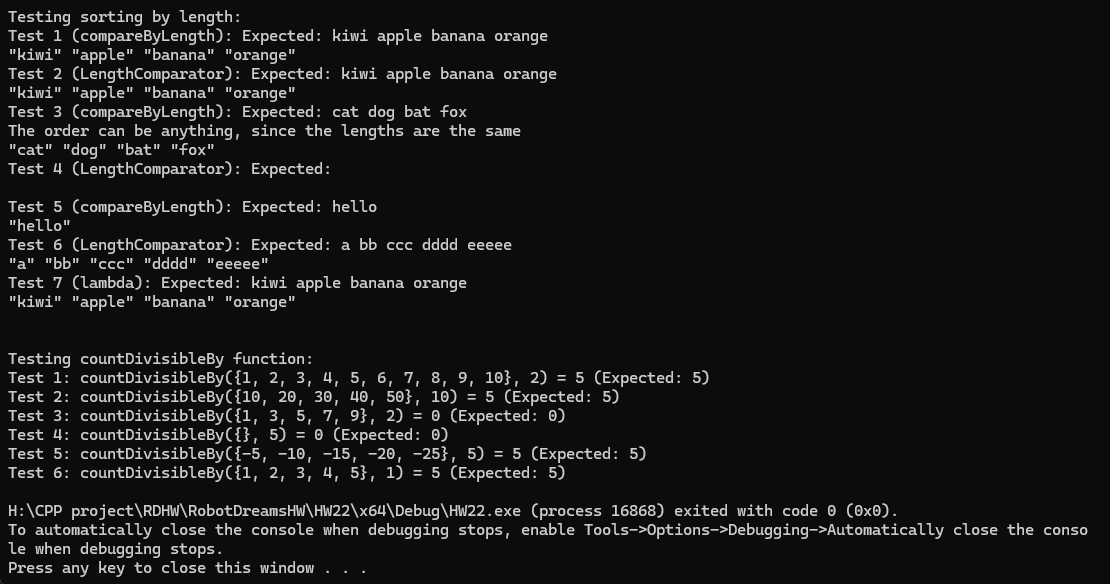 Testing sorting by length:
Test 1 (compareByLength): Expected: kiwi apple banana orange
"kiwi" "apple" "banana" "orange"
Test 2 (LengthComparator): Expected: kiwi apple banana orange
"kiwi" "apple" "banana" "orange"
Test 3 (compareByLength): Expected: cat dog bat fox
The order can be anything, since the lengths are the same
"cat" "dog" "bat" "fox"
Test 4 (LengthComparator): Expected:

Test 5 (compareByLength): Expected: hello
"hello"
Test 6 (LengthComparator): Expected: a bb ccc dddd eeeee
"a" "bb" "ccc" "dddd" "eeeee"
Test 7 (lambda): Expected: kiwi apple banana orange
"kiwi" "apple" "banana" "orange"


Testing countDivisibleBy function:
Test 1: countDivisibleBy({1, 2, 3, 4, 5, 6, 7, 8, 9, 10}, 2) = 5 (Expected: 5)
Test 2: countDivisibleBy({10, 20, 30, 40, 50}, 10) = 5 (Expected: 5)
Test 3: countDivisibleBy({1, 3, 5, 7, 9}, 2) = 0 (Expected: 0)
Test 4: countDivisibleBy({}, 5) = 0 (Expected: 0)
Test 5: countDivisibleBy({-5, -10, -15, -20, -25}, 5) = 5 (Expected: 5)
Test 6: countDivisibleBy({1, 2, 3, 4, 5}, 1) = 5 (Expected: 5)

H:\CPP project\RDHW\RobotDreamsHW\HW22\x64\Debug\HW22.exe (process 16868) exited with code 0 (0x0).
To automatically close the console when debugging stops, enable Tools->Options->Debugging->Automatically close the conso
le when debugging stops.
Press any key to close this window . . .